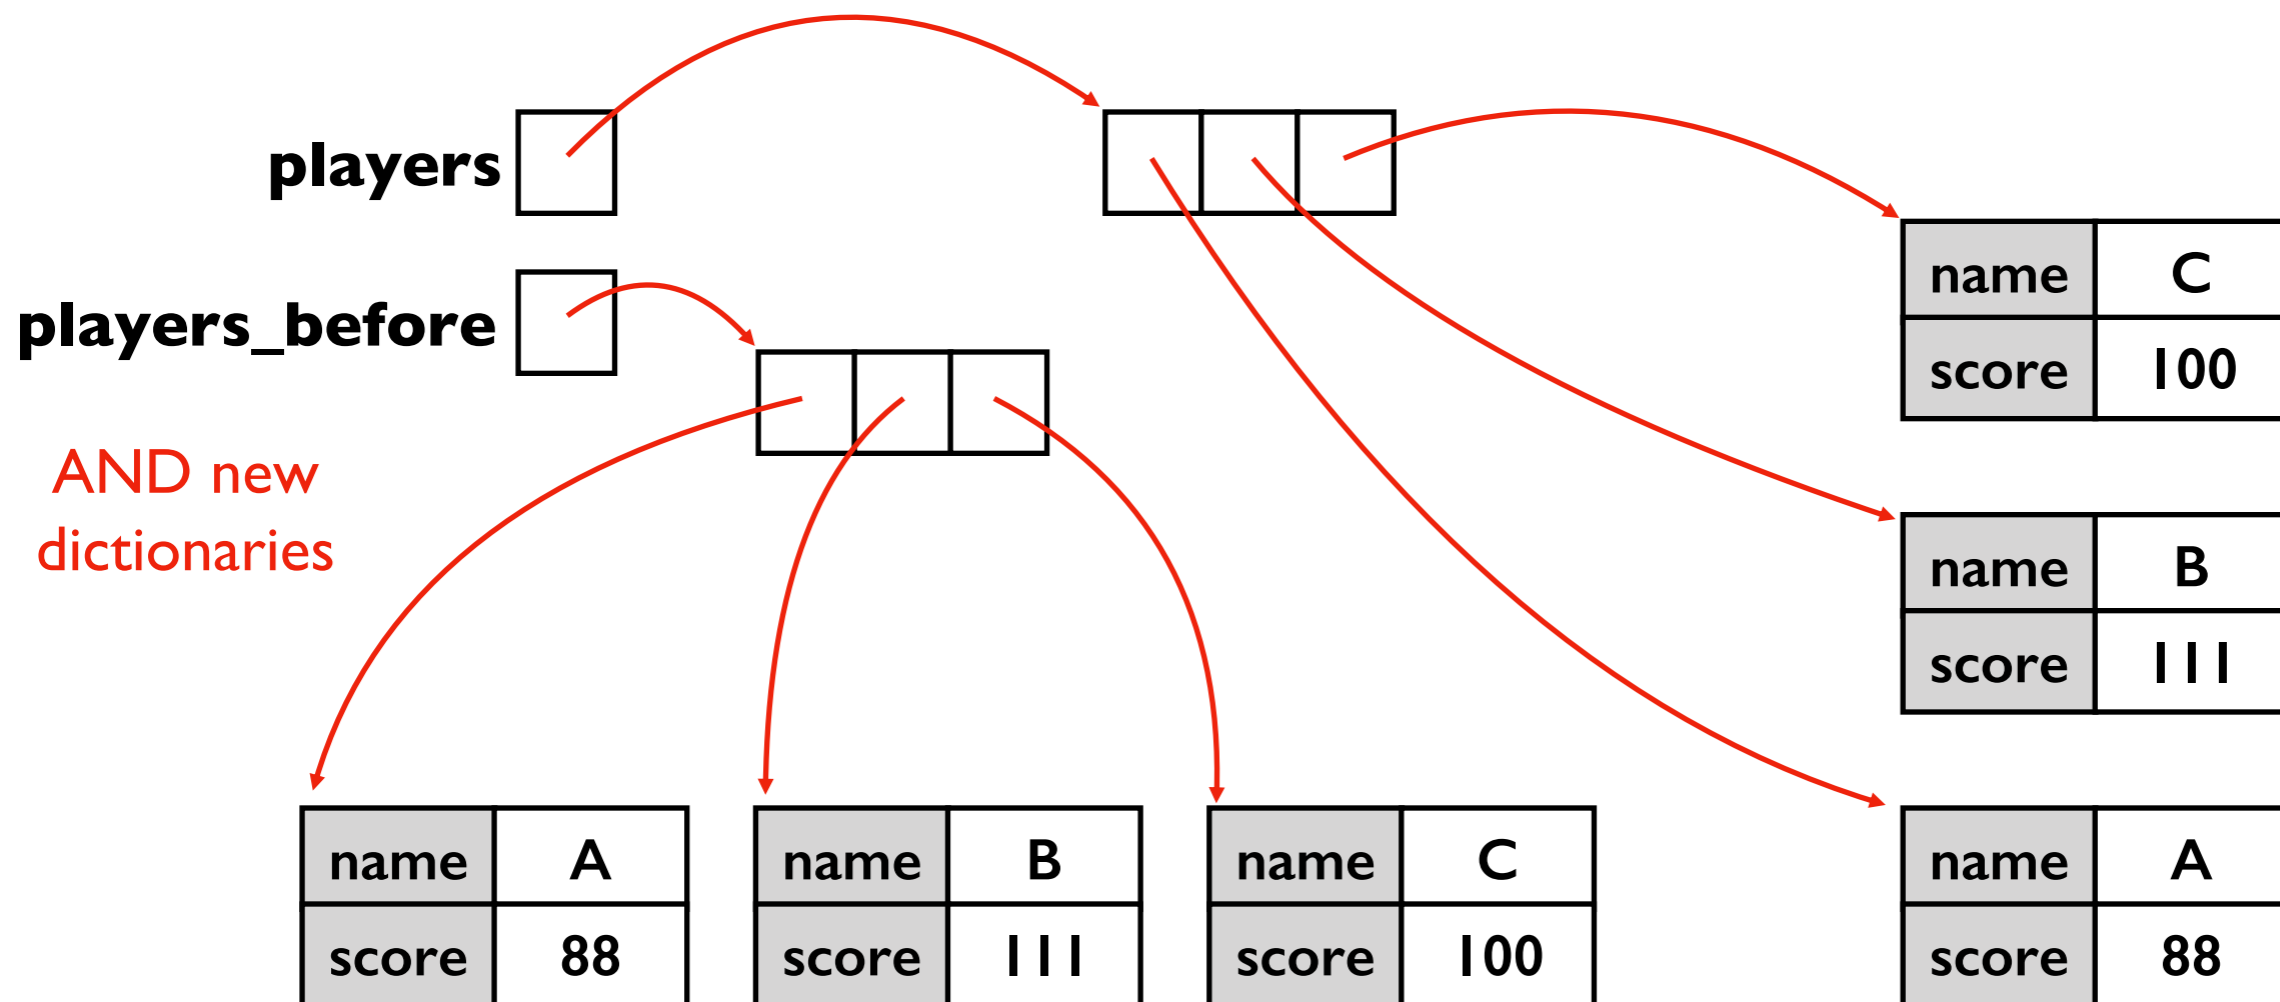 players
name C
players_before
score 100
AND new
dictionaries
name B
score 111
name A name B name C name A
score 88 score 111 score 100 score 88